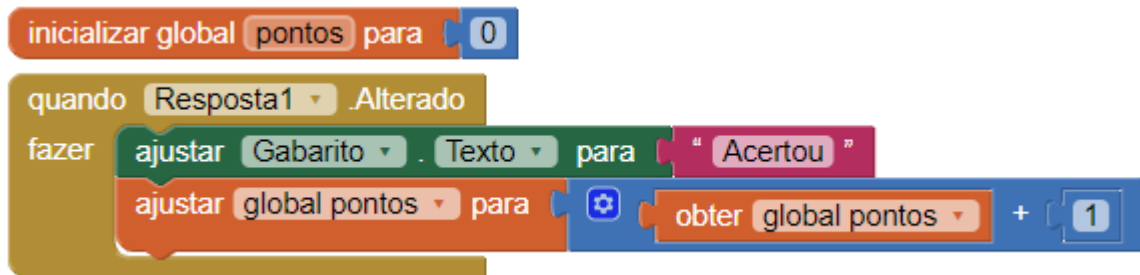 inicializar global pontos para 0
quando Resposta1 .Alterado
fazer ajustar Gabarito . Texto para " Acertou "
ajustar global pontos para obter global pontos + 1